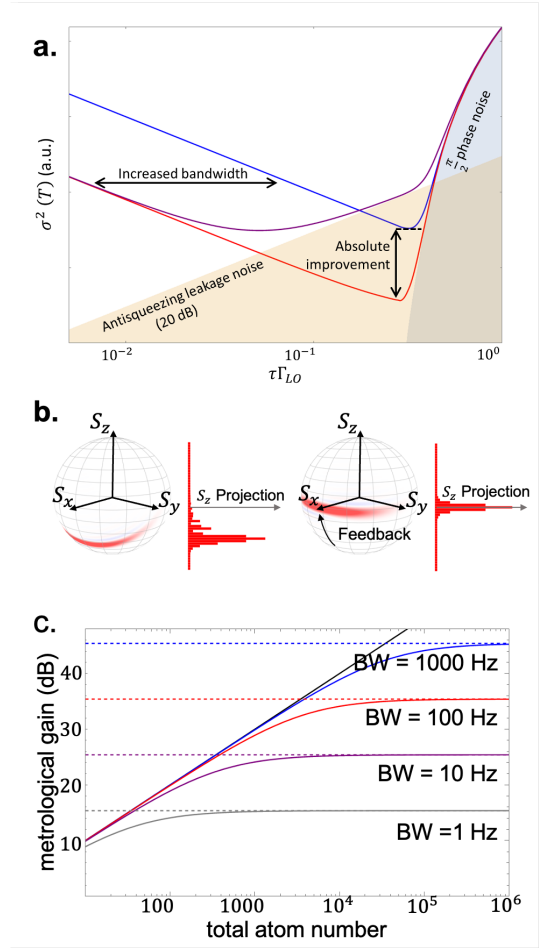 a.
σ² (T) (a.u.)
Increased bandwidth
Absolute
improvement
Antisqueezing leakage noise
(20 dB)
π/2 phase noise
10⁻²
10⁻¹
10⁰
τΓ_LO
b.
S_z
S_x
S_y
S_z Projection
S_z
S_x
S_y
S_z Projection
Feedback
C.
metrological gain (dB)
40
30
20
10
BW = 1000 Hz
BW = 100 Hz
BW = 10 Hz
BW =1 Hz
100
1000
10⁴
10⁵
10⁶
total atom number